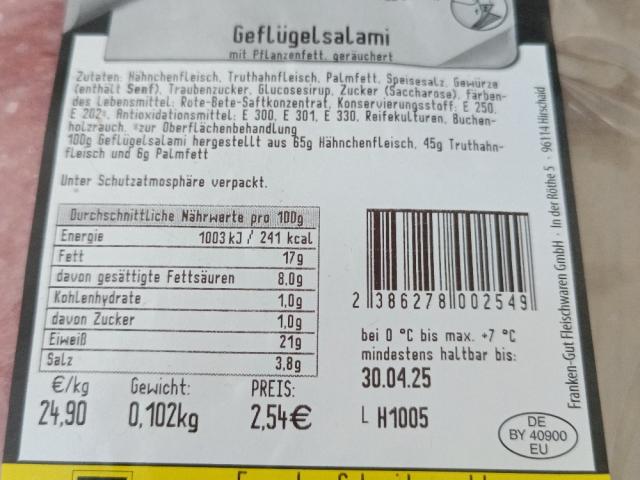 Geflügelsalami
mit Pflanzenfett, geräuchert
Zutaten: Hähnchenfleisch, Truthahnfleisch, Palmfett, Speisesalz, Gewürze
(enthält Senf), Traubenzucker, Glucosesirup, Zucker (Saccharose), färben-
des Lebensmittel: Rote-Bete-Saftkonzentrat, Konservierungsstoff: E 250,
E 202*, Antioxidationsmittel: E 300, E 301, E 330, Reifekulturen, Buchen-
holzrauch. *zur Oberflächenbehandlung
100g Geflügelsalami hergestellt aus 65g Hähnchenfleisch, 45g Truthahn-
fleisch und 6g Palmfett
Unter Schutzatmosphäre verpackt.
Durchschnittliche Nährwerte pro 100g
Energie 1003 kJ / 241 kcal
Fett 17g
davon gesättigte Fettsäuren 8,0g
Kohlenhydrate 1,0g
davon Zucker 1,0g
Eiweiß 21g
Salz 3,8g
€/kg Gewicht: PREIS:
24,90 0,102kg 2,54€
2 386278 002549
bei 0 °C bis max. +7 °C
mindestens haltbar bis:
30.04.25
L H1005
DE
BY 40900
EU
Franken-Gut Fleischwaren GmbH · In der Röthe 5 · 96114 Hirschaid